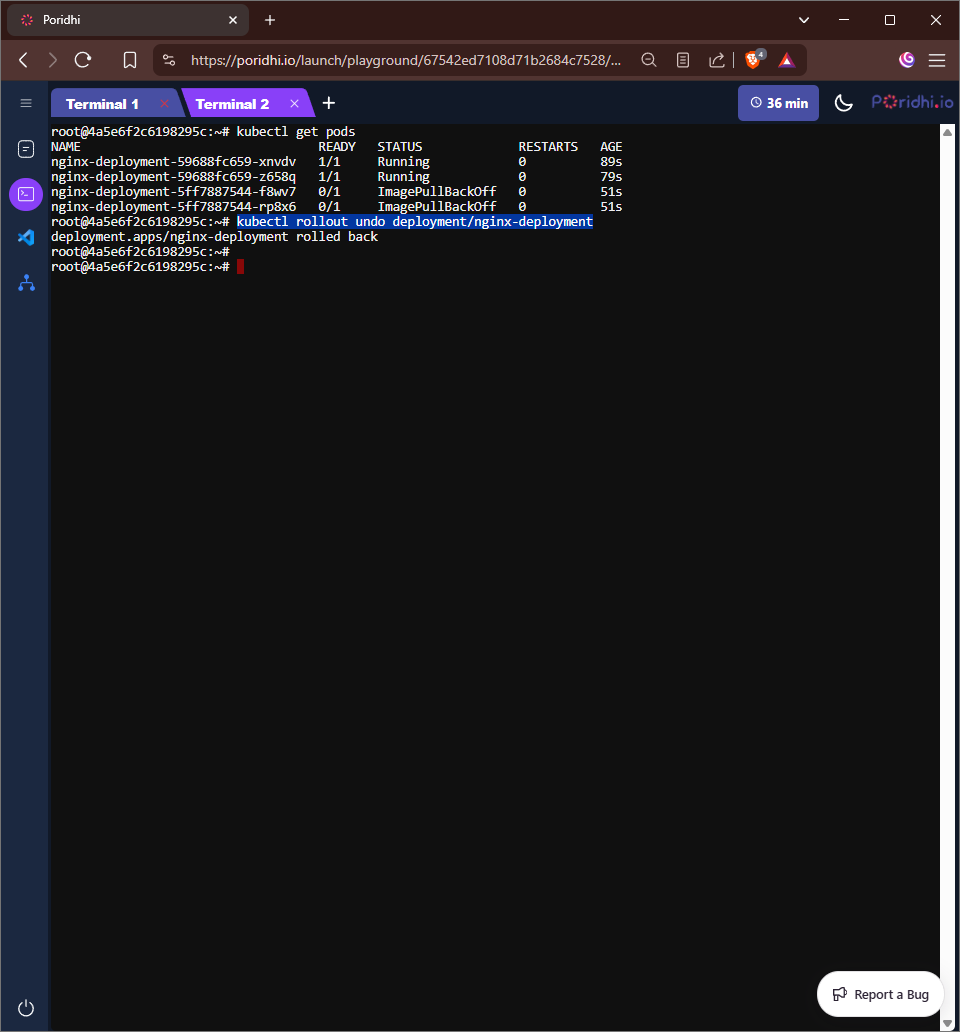 Poridhi
https://poridhi.io/launch/playground/67542ed7108d71b2684c7528/...
4
Terminal 1
Terminal 2
36 min
Poridhi.io
root@4a5e6f2c6198295c:~# kubectl get pods
NAME                                READY   STATUS             RESTARTS   AGE
nginx-deployment-59688fc659-xnvdv   1/1     Running            0          89s
nginx-deployment-59688fc659-z658q   1/1     Running            0          79s
nginx-deployment-5ff7887544-f8wv7   0/1     ImagePullBackOff   0          51s
nginx-deployment-5ff7887544-rp8x6   0/1     ImagePullBackOff   0          51s
root@4a5e6f2c6198295c:~# kubectl rollout undo deployment/nginx-deployment
deployment.apps/nginx-deployment rolled back
root@4a5e6f2c6198295c:~#
root@4a5e6f2c6198295c:~#
Report a Bug